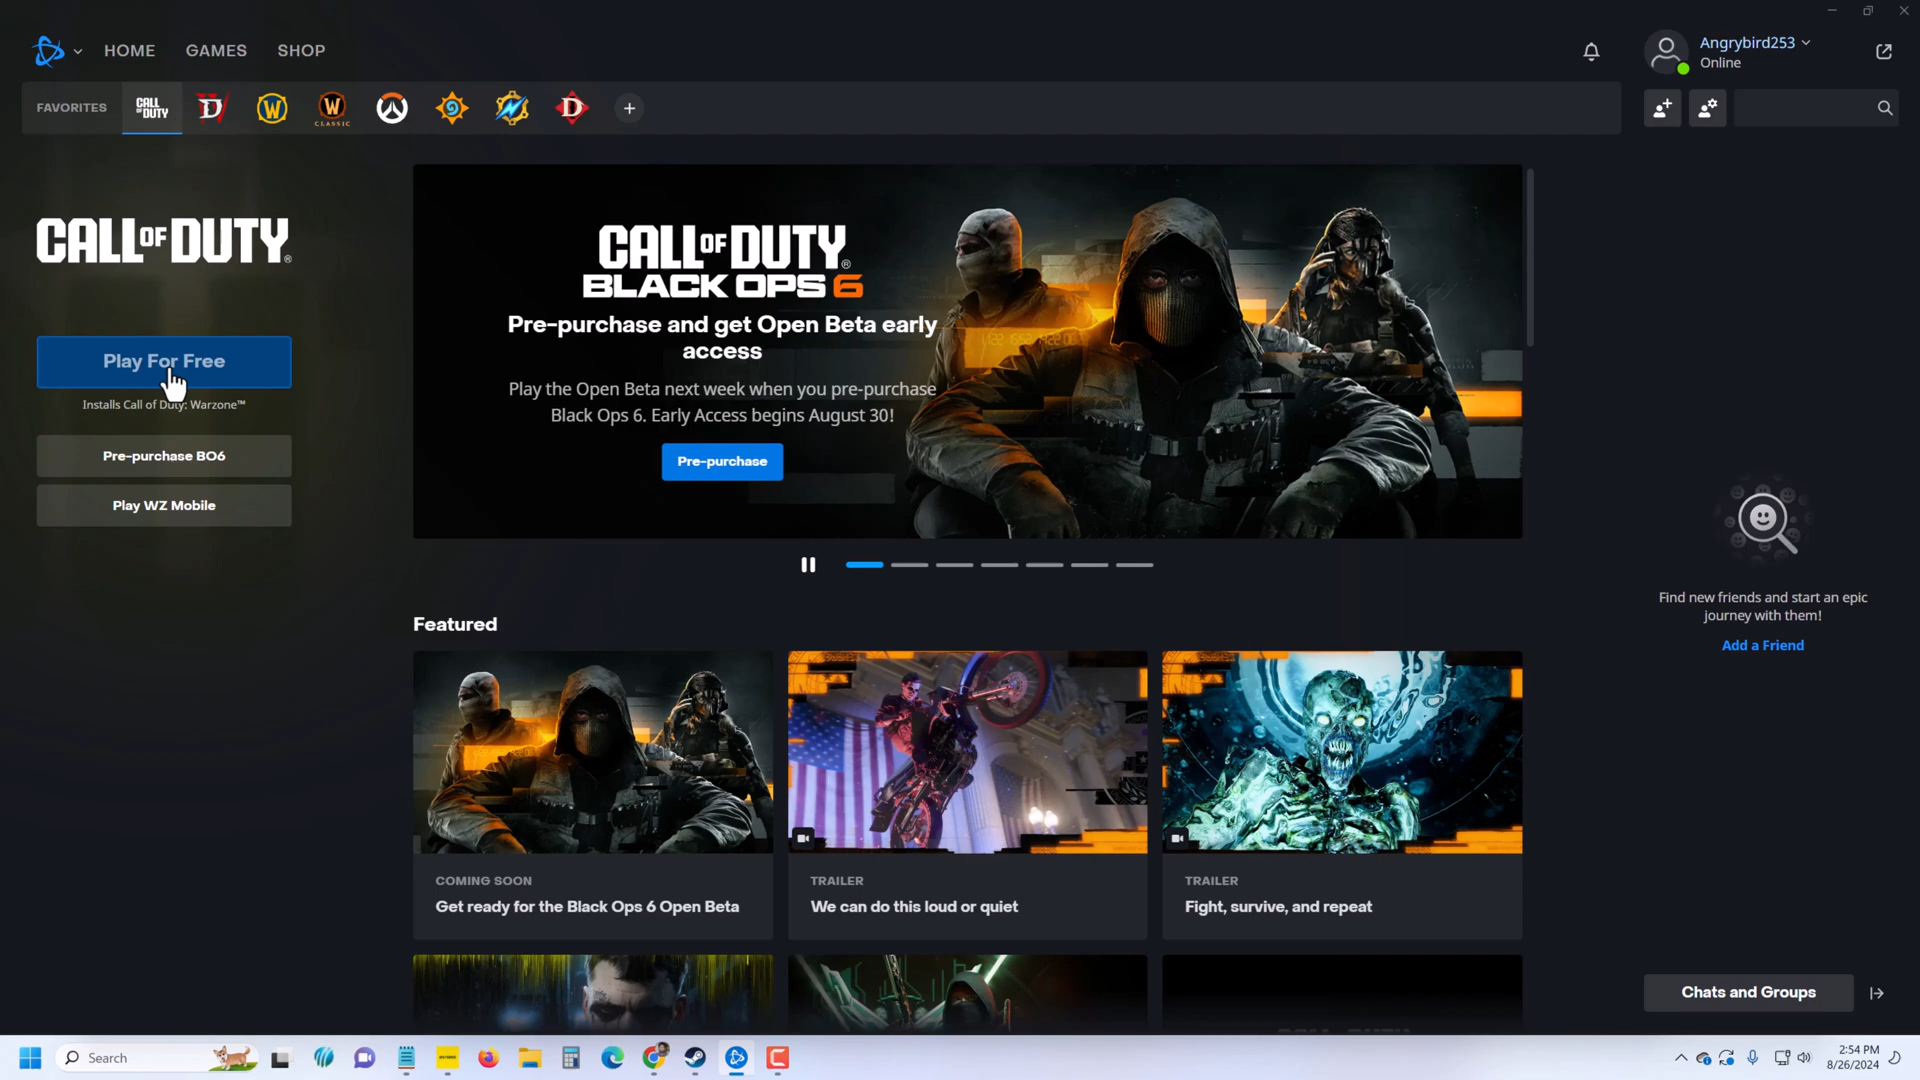 HOME
GAMES
SHOP
Angrybird253
Online
FAVORITES
CALL OF DUTY
D
W
W
CLASSIC
D
+
CALL OF DUTY®
Play For Free
Installs Call of Duty: Warzone™
Pre-purchase BO6
Play WZ Mobile
CALL OF DUTY®
BLACK OPS 6
Pre-purchase and get Open Beta early
access
Play the Open Beta next week when you pre-purchase
Black Ops 6. Early Access begins August 30!
Pre-purchase
Find new friends and start an epic
journey with them!
Add a Friend
Featured
COMING SOON
Get ready for the Black Ops 6 Open Beta
TRAILER
We can do this loud or quiet
TRAILER
Fight, survive, and repeat
Chats and Groups
Search
2:54 PM
8/26/2024